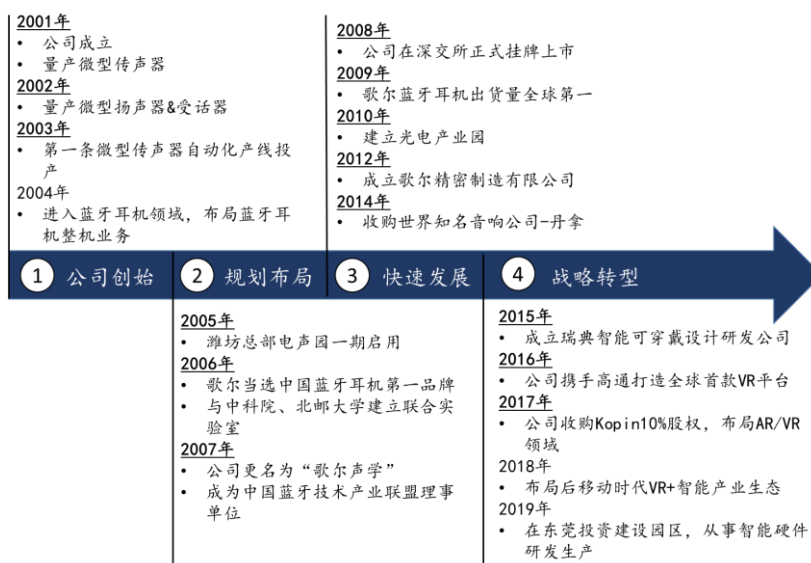 2001年
• 公司成立
• 量产微型传声器
2002年
• 量产微型扬声器&受话器
2003年
• 第一条微型传声器自动化产线投
产
2004年
• 进入蓝牙耳机领域，布局蓝牙耳
机整机业务
2008年
• 公司在深交所正式挂牌上市
2009年
• 歌尔蓝牙耳机出货量全球第一
2010年
• 建立光电产业园
2012年
• 成立歌尔精密制造有限公司
2014年
• 收购世界知名音响公司-丹拿
1 公司创始
2 规划布局
3 快速发展
4 战略转型
2005年
• 潍坊总部电声园一期启用
2006年
• 歌尔当选中国蓝牙耳机第一品牌
• 与中科院、北邮大学建立联合实
验室
2007年
• 公司更名为“歌尔声学”
• 成为中国蓝牙技术产业联盟理事
单位
2015年
• 成立瑞典智能可穿戴设计研发公司
2016年
• 公司携手高通打造全球首款VR平台
2017年
• 公司收购Kopin10%股权，布局AR/VR
领域
2018年
• 布局后移动时代VR+智能产业生态
2019年
• 在东莞投资建设园区，从事智能硬件
研发生产